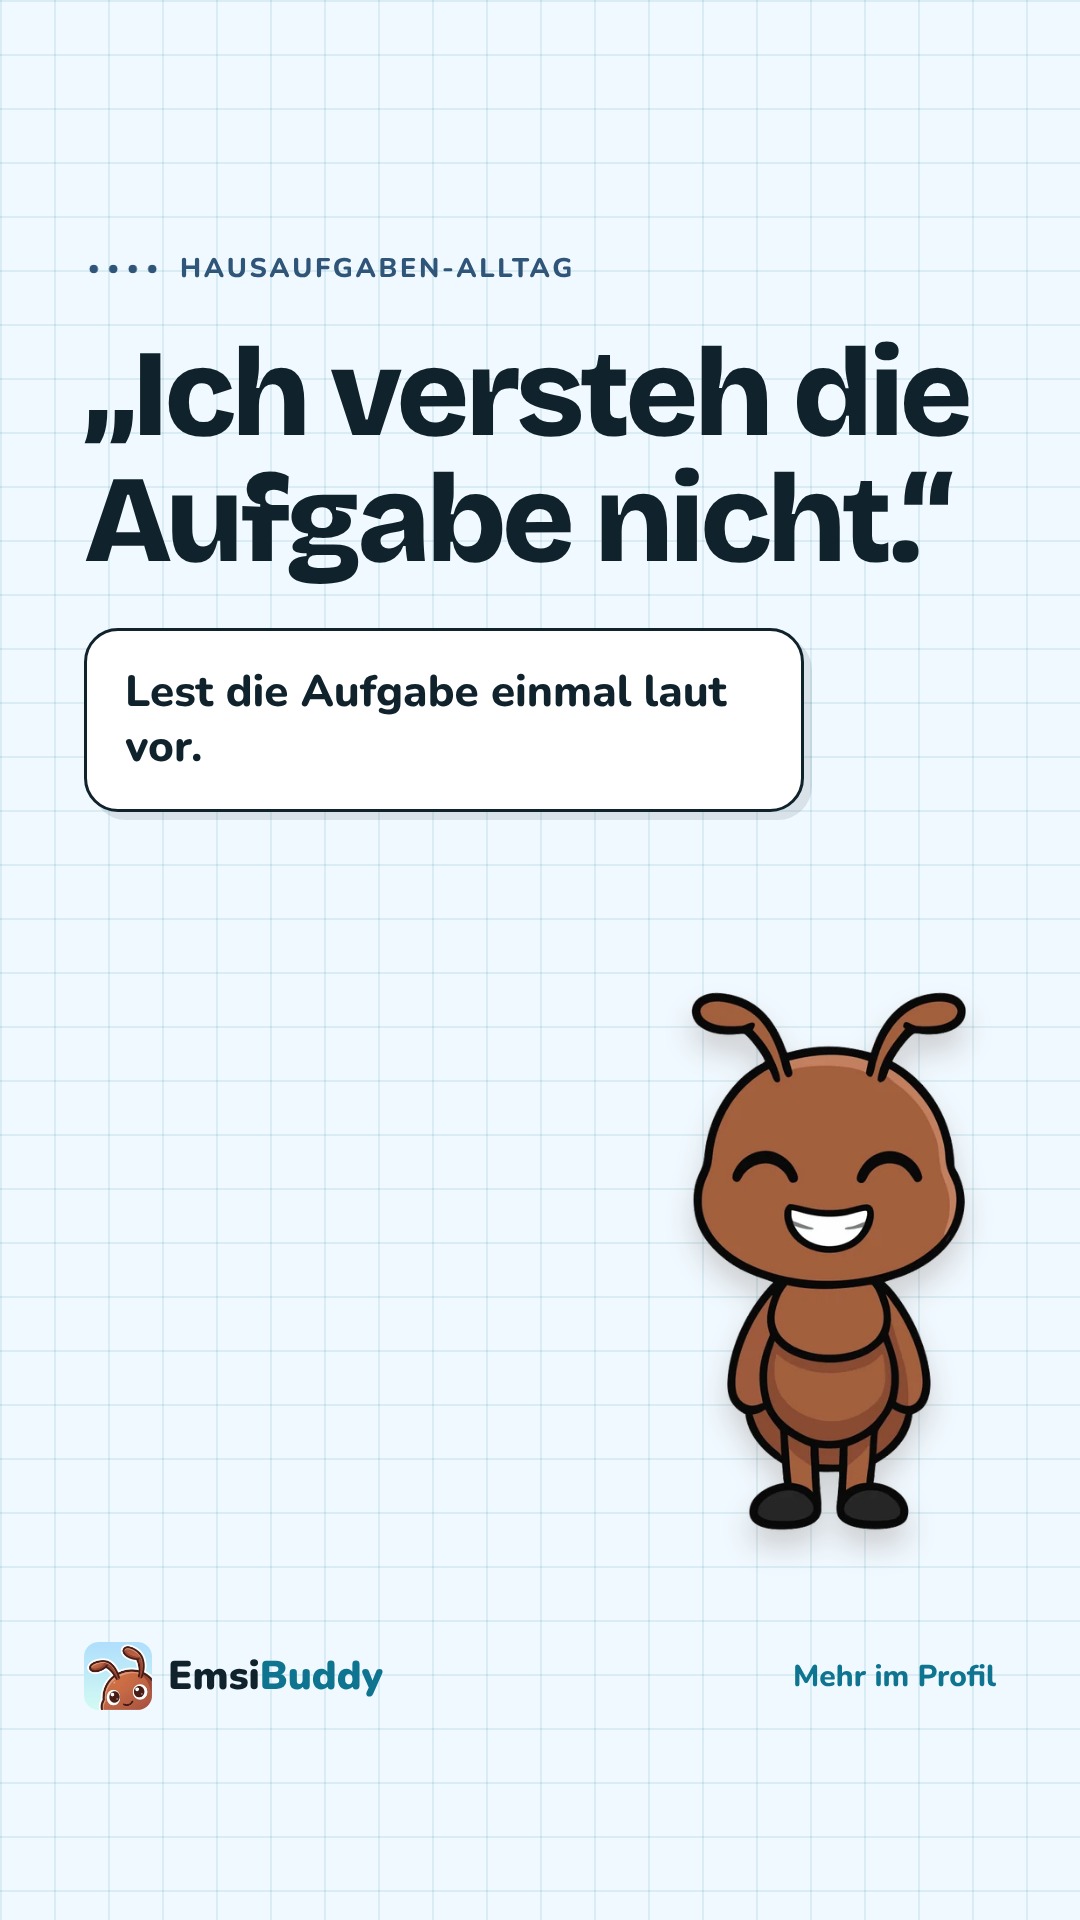 HAUSAUFGABEN-ALLTAG
„Ich versteh die
Aufgabe nicht.“
Lest die Aufgabe einmal laut
vor.
EmsiBuddy
Mehr im Profil